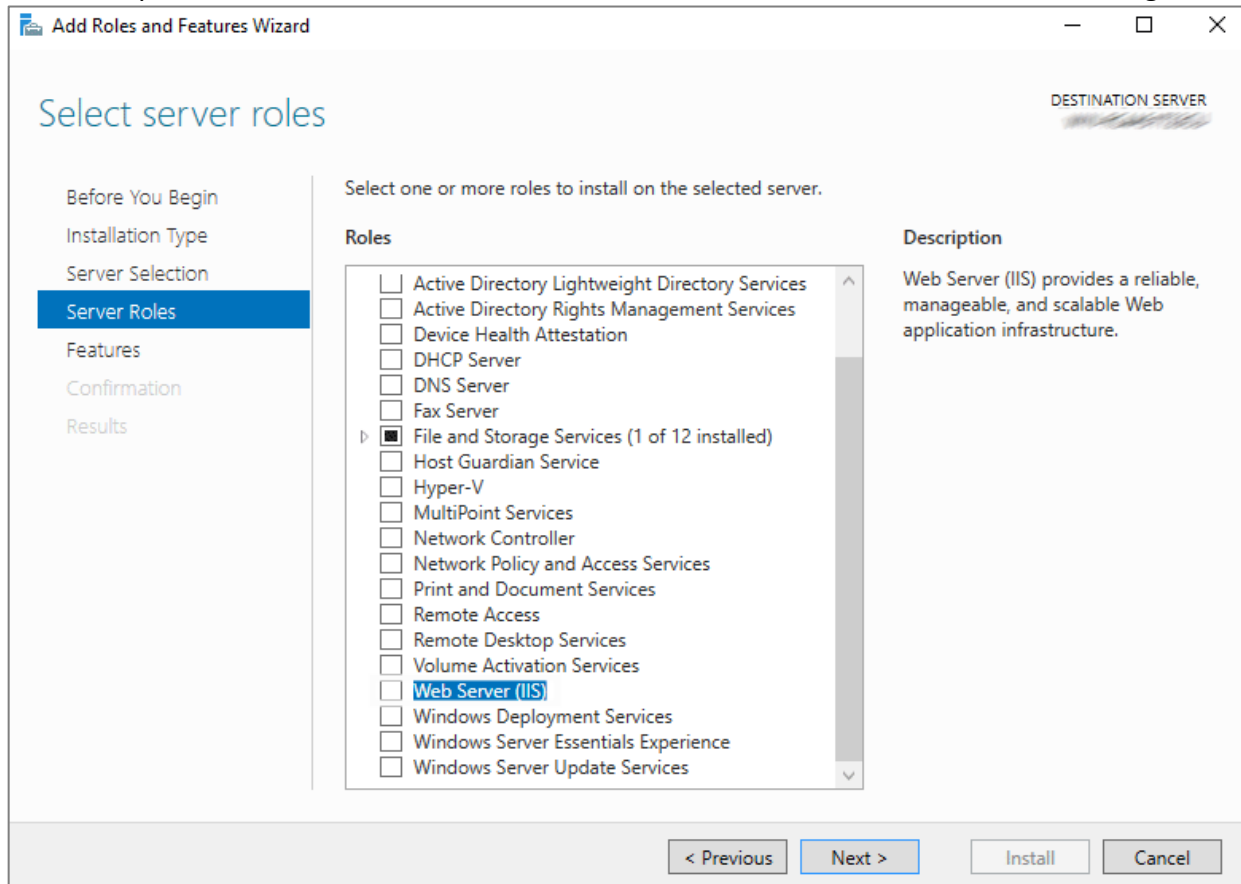 Add Roles and Features Wizard
Select server roles
DESTINATION SERVER
Before You Begin
Installation Type
Server Selection
Server Roles
Features
Confirmation
Results
Select one or more roles to install on the selected server.
Roles
Active Directory Lightweight Directory Services
Active Directory Rights Management Services
Device Health Attestation
DHCP Server
DNS Server
Fax Server
File and Storage Services (1 of 12 installed)
Host Guardian Service
Hyper-V
MultiPoint Services
Network Controller
Network Policy and Access Services
Print and Document Services
Remote Access
Remote Desktop Services
Volume Activation Services
Web Server (IIS)
Windows Deployment Services
Windows Server Essentials Experience
Windows Server Update Services
Description
Web Server (IIS) provides a reliable,
manageable, and scalable Web
application infrastructure.
< Previous
Next >
Install
Cancel